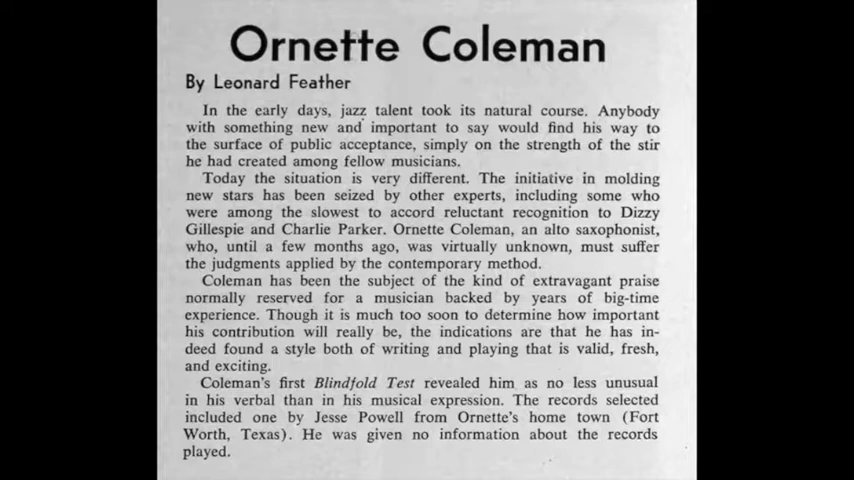 Ornette Coleman
By Leonard Feather
In the early days, jazz talent took its natural course. Anybody
with something new and important to say would find his way to
the surface of public acceptance, simply on the strength of the stir
he had created among fellow musicians.
Today the situation is very different. The initiative in molding
new stars has been seized by other experts, including some who
were among the slowest to accord reluctant recognition to Dizzy
Gillespie and Charlie Parker. Ornette Coleman, an alto saxophonist,
who, until a few months ago, was virtually unknown, must suffer
the judgments applied by the contemporary method.
Coleman has been the subject of the kind of extravagant praise
normally reserved for a musician backed by years of big-time
experience. Though it is much too soon to determine how important
his contribution will really be, the indications are that he has in-
deed found a style both of writing and playing that is valid, fresh,
and exciting.
Coleman's first Blindfold Test revealed him as no less unusual
in his verbal than in his musical expression. The records selected
included one by Jesse Powell from Ornette's home town (Fort
Worth, Texas). He was given no information about the records
played.